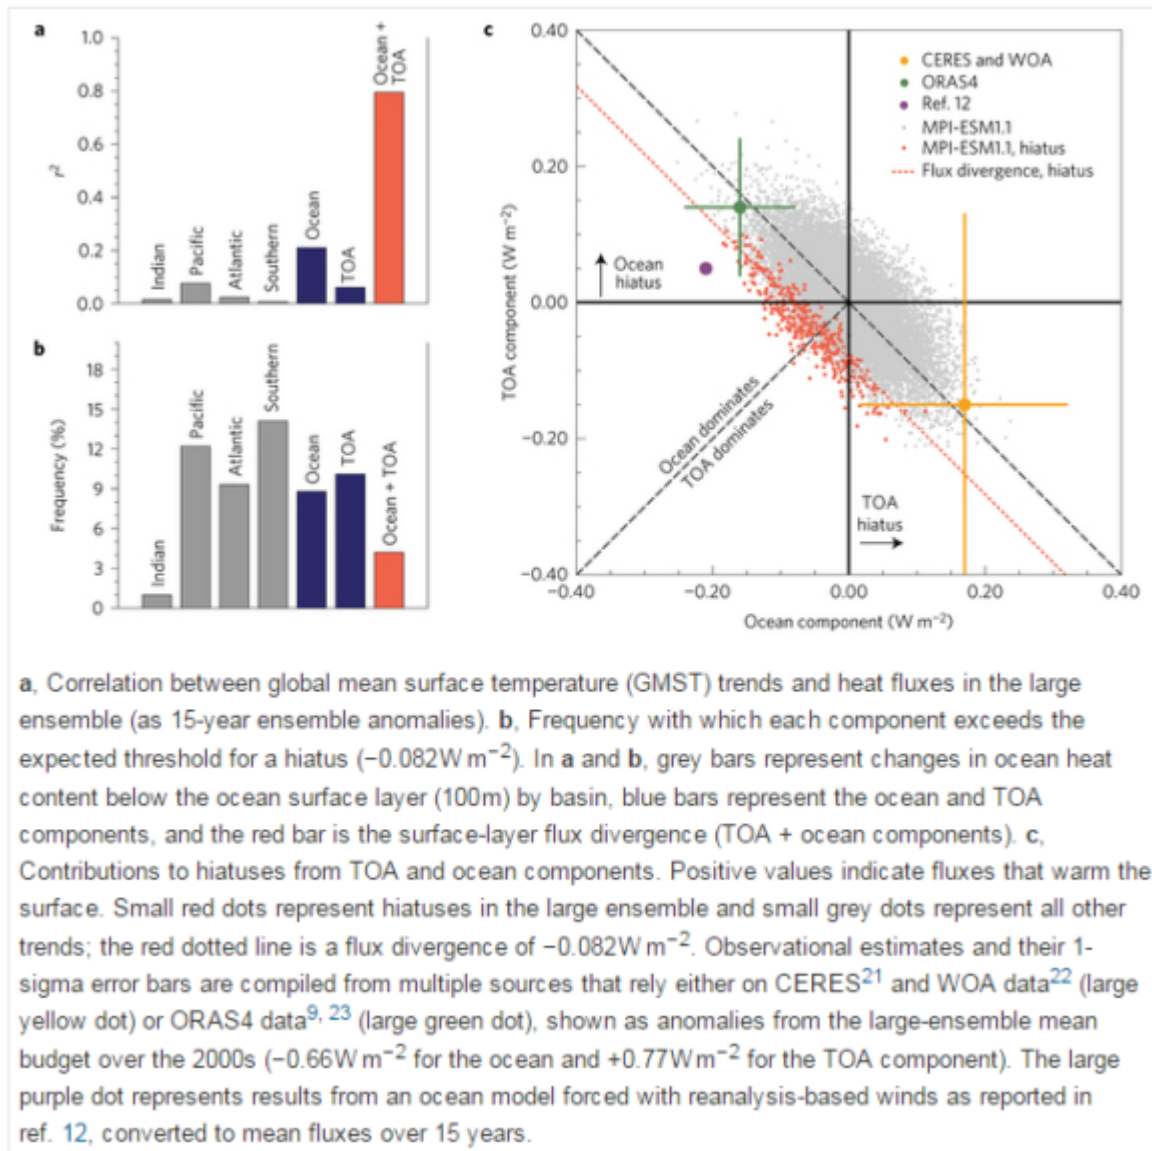 a
1.0
0.8
0.6
0.4
0.2
0.0
r²
Indian
Pacific
Atlantic
Southern
Ocean
TOA
Ocean +
TOA
b
18
15
12
9
6
3
0
Frequency (%)
Indian
Pacific
Atlantic
Southern
Ocean
TOA
Ocean + TOA
c
0.40
0.20
0.00
−0.20
−0.40
TOA component (W m⁻²)
CERES and WOA
ORAS4
Ref. 12
MPI-ESM1.1
MPI-ESM1.1, hiatus
Flux divergence, hiatus
Ocean
hiatus
Ocean dominates
TOA dominates
TOA
hiatus
−0.40
−0.20
0.00
0.20
0.40
Ocean component (W m⁻²)
a, Correlation between global mean surface temperature (GMST) trends and heat fluxes in the large
ensemble (as 15-year ensemble anomalies). b, Frequency with which each component exceeds the
expected threshold for a hiatus (−0.082W m⁻²). In a and b, grey bars represent changes in ocean heat
content below the ocean surface layer (100m) by basin, blue bars represent the ocean and TOA
components, and the red bar is the surface-layer flux divergence (TOA + ocean components). c,
Contributions to hiatuses from TOA and ocean components. Positive values indicate fluxes that warm the
surface. Small red dots represent hiatuses in the large ensemble and small grey dots represent all other
trends; the red dotted line is a flux divergence of −0.082W m⁻². Observational estimates and their 1-
sigma error bars are compiled from multiple sources that rely either on CERES²¹ and WOA data²² (large
yellow dot) or ORAS4 data⁹, ²³ (large green dot), shown as anomalies from the large-ensemble mean
budget over the 2000s (−0.66W m⁻² for the ocean and +0.77W m⁻² for the TOA component). The large
purple dot represents results from an ocean model forced with reanalysis-based winds as reported in
ref. 12, converted to mean fluxes over 15 years.